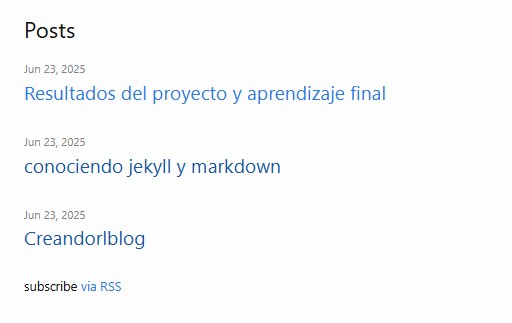 Posts
Jun 23, 2025
Resultados del proyecto y aprendizaje final
Jun 23, 2025
conociendo jekyll y markdown
Jun 23, 2025
Creandorlblog
subscribe via RSS